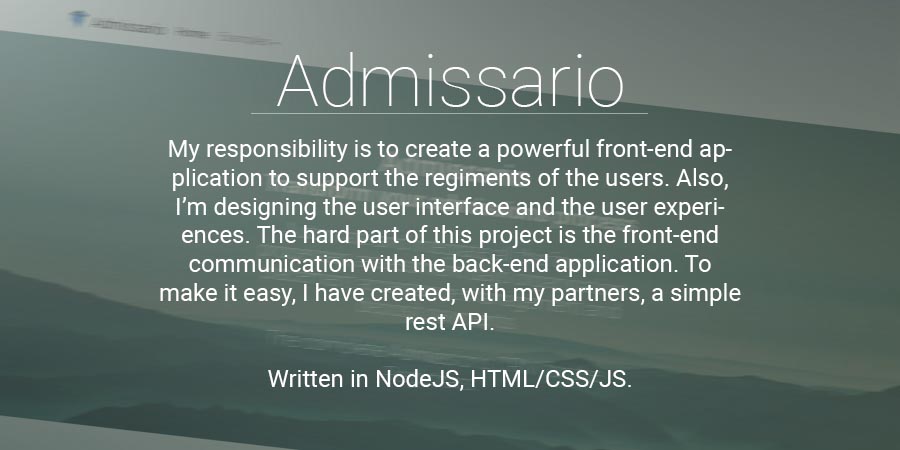 Admissario
My responsibility is to create a powerful front-end ap-
plication to support the regiments of the users. Also,
I’m designing the user interface and the user experi-
ences. The hard part of this project is the front-end
communication with the back-end application. To
make it easy, I have created, with my partners, a simple
rest API.
Written in NodeJS, HTML/CSS/JS.